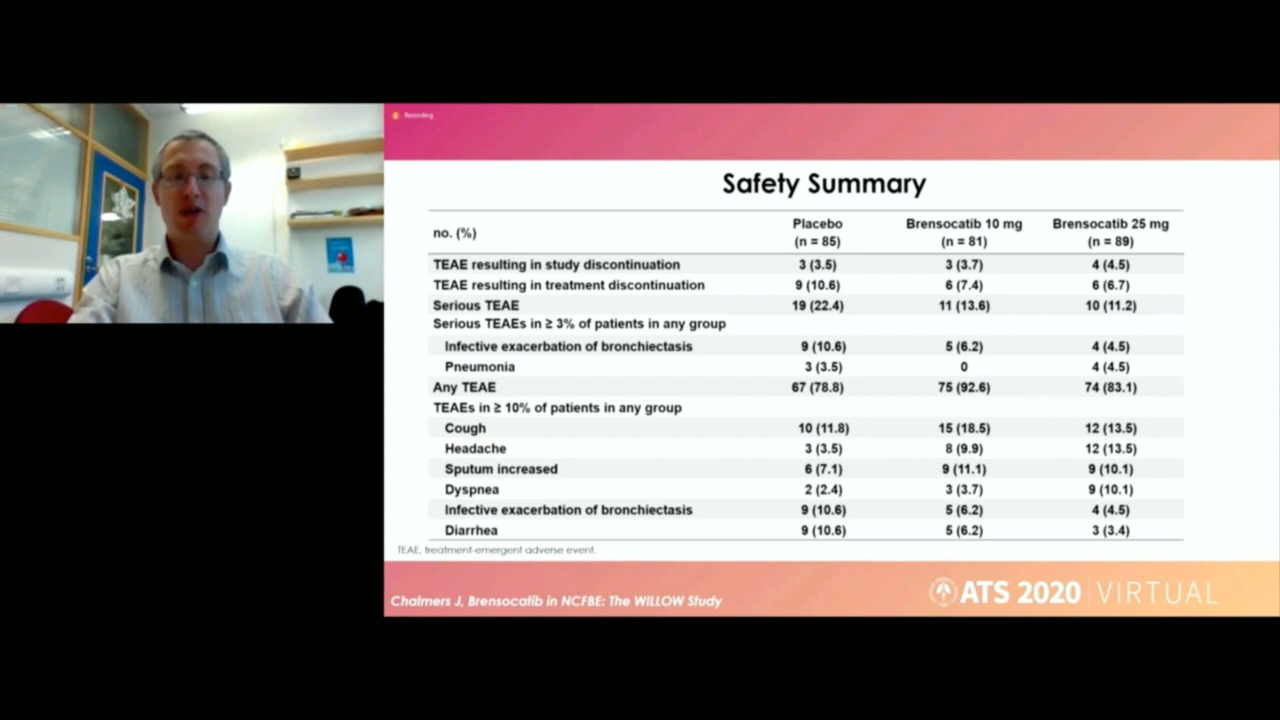 Recording
Safety Summary
no. (%) Placebo (n = 85) Brensocatib 10 mg (n = 81) Brensocatib 25 mg (n = 89)
TEAE resulting in study discontinuation 3 (3.5) 3 (3.7) 4 (4.5)
TEAE resulting in treatment discontinuation 9 (10.6) 6 (7.4) 6 (6.7)
Serious TEAE 19 (22.4) 11 (13.6) 10 (11.2)
Serious TEAEs in ≥ 3% of patients in any group
Infective exacerbation of bronchiectasis 9 (10.6) 5 (6.2) 4 (4.5)
Pneumonia 3 (3.5) 0 4 (4.5)
Any TEAE 67 (78.8) 75 (92.6) 74 (83.1)
TEAEs in ≥ 10% of patients in any group
Cough 10 (11.8) 15 (18.5) 12 (13.5)
Headache 3 (3.5) 8 (9.9) 12 (13.5)
Sputum increased 6 (7.1) 9 (11.1) 9 (10.1)
Dyspnea 2 (2.4) 3 (3.7) 9 (10.1)
Infective exacerbation of bronchiectasis 9 (10.6) 5 (6.2) 4 (4.5)
Diarrhea 9 (10.6) 5 (6.2) 3 (3.4)
TEAE, treatment-emergent adverse event.
Chalmers J, Brensocatib in NCFBE: The WILLOW Study
ATS 2020 VIRTUAL